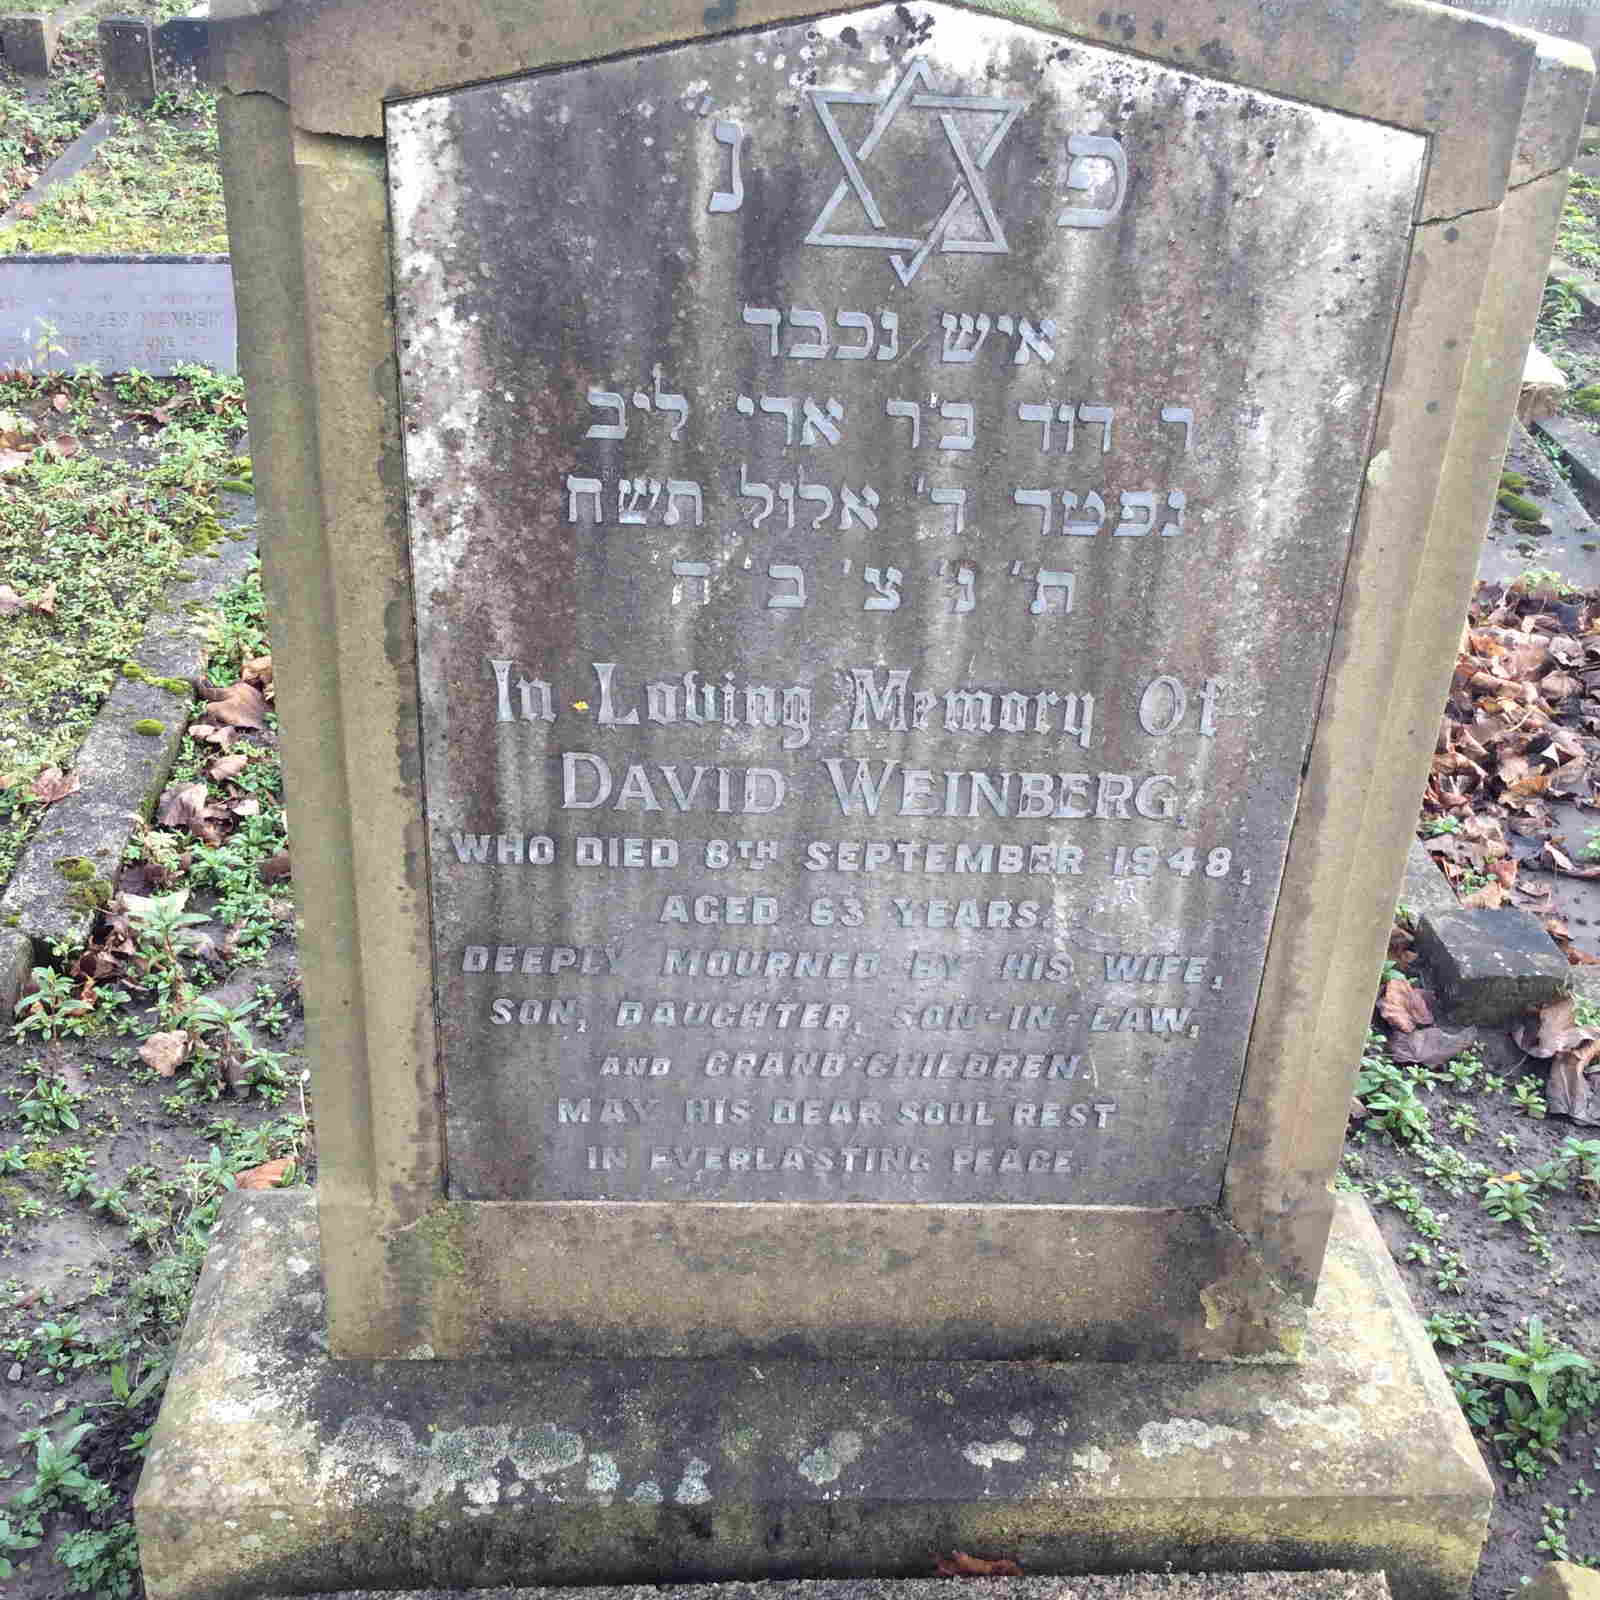 פ נ'
איש נכבד
ר דוד ב'ר ארי ליב
נפטר ד' אלול תש'ח
ת' נ' צ' ב' ה
In Loving Memory Of
DAVID WEINBERG
WHO DIED 8TH SEPTEMBER 1948,
AGED 63 YEARS.
DEEPLY MOURNED BY HIS WIFE,
SON, DAUGHTER, SON-IN-LAW,
AND GRAND-CHILDREN.
MAY HIS DEAR SOUL REST
IN EVERLASTING PEACE.
JUNE